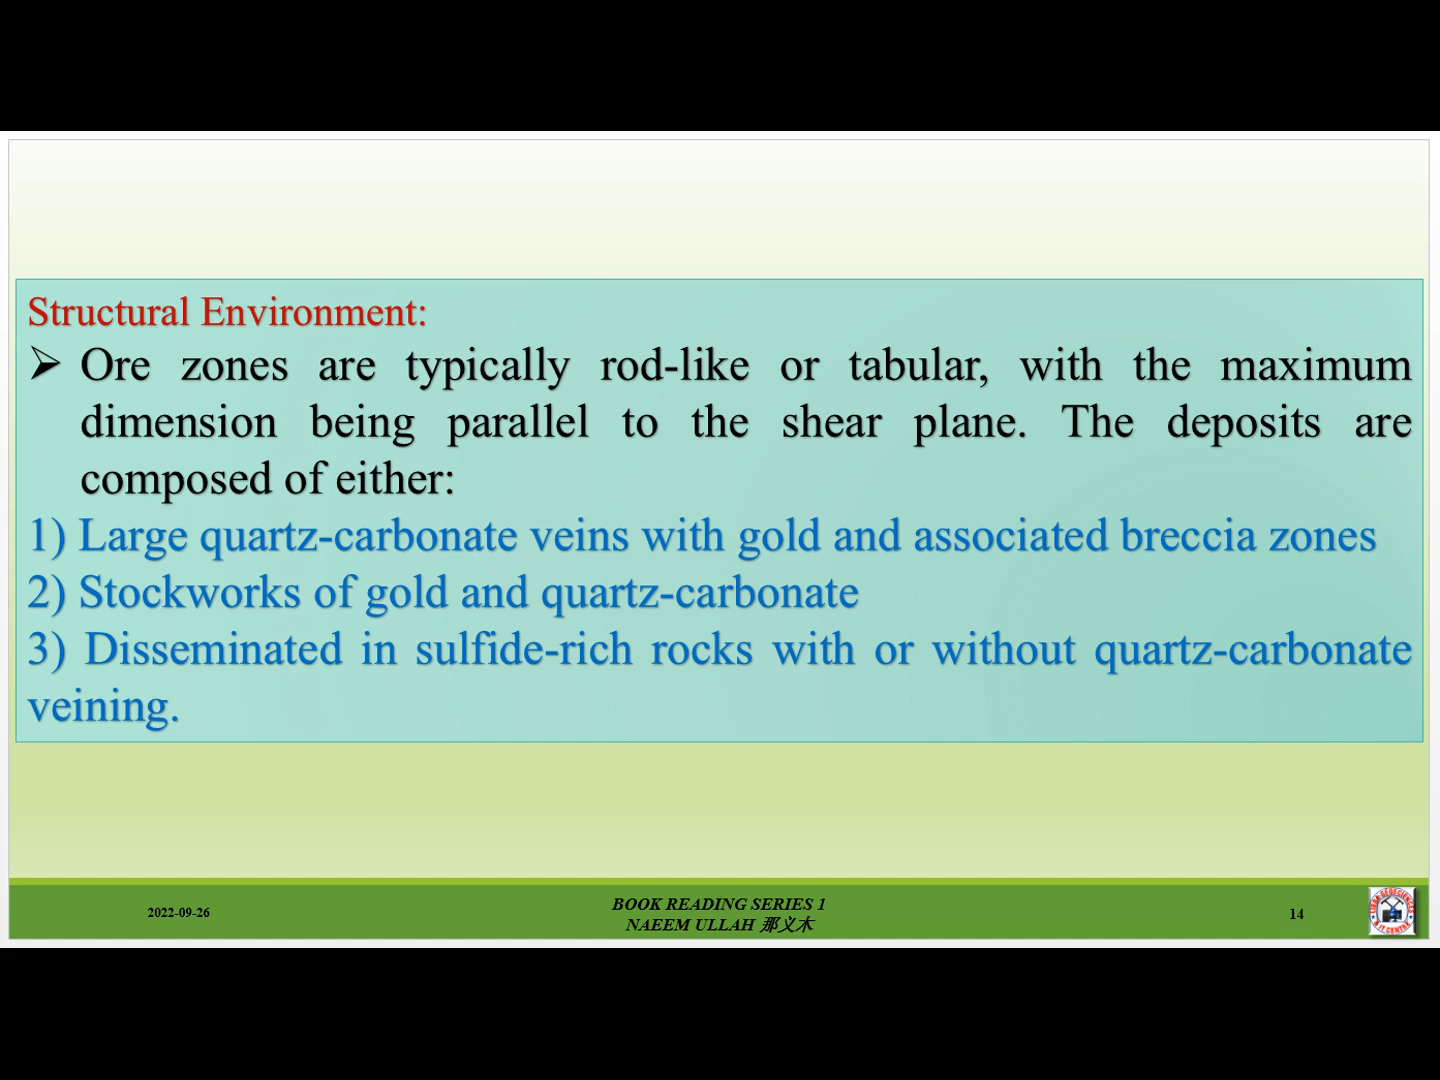 Structural Environment:
➢ Ore zones are typically rod-like or tabular, with the maximum
dimension being parallel to the shear plane. The deposits are
composed of either:
1) Large quartz-carbonate veins with gold and associated breccia zones
2) Stockworks of gold and quartz-carbonate
3) Disseminated in sulfide-rich rocks with or without quartz-carbonate
veining.
2022-09-26
BOOK READING SERIES 1
NAEEM ULLAH 那义木
14